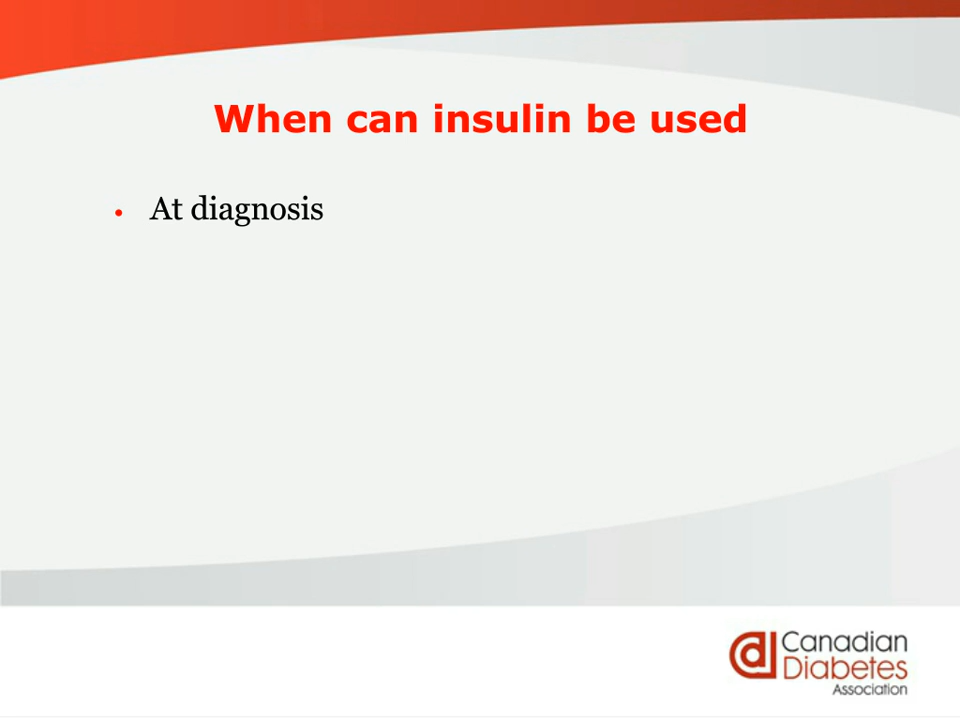 When can insulin be used
• At diagnosis
Canadian
Diabetes
Association